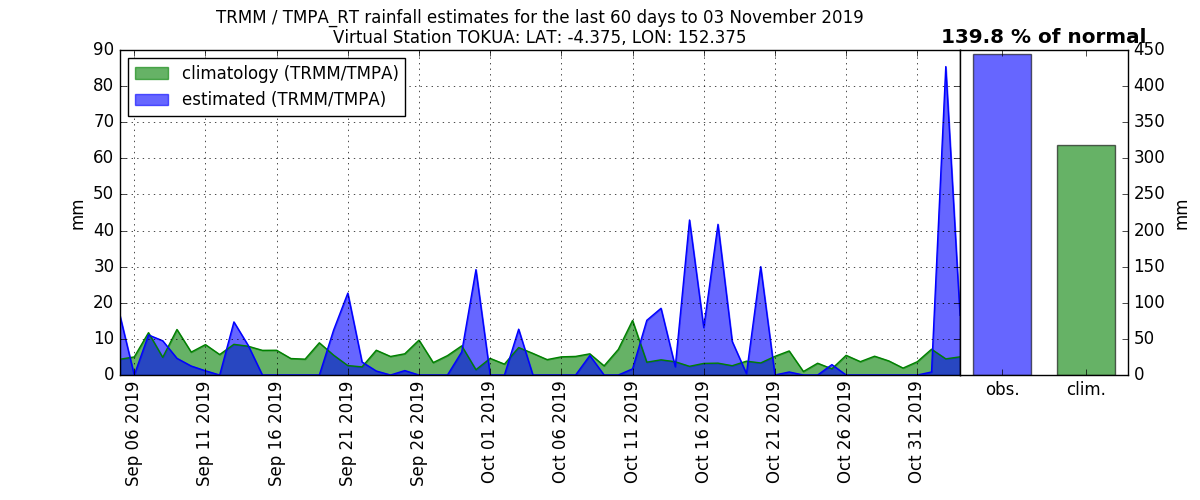 TRMM / TMPA_RT rainfall estimates for the last 60 days to 03 November 2019
Virtual Station TOKUA: LAT: -4.375, LON: 152.375
139.8 % of normal
climatology (TRMM/TMPA)
estimated (TRMM/TMPA)
mm
90
80
70
60
50
40
30
20
10
0
Sep 06 2019
Sep 11 2019
Sep 16 2019
Sep 21 2019
Sep 26 2019
Oct 01 2019
Oct 06 2019
Oct 11 2019
Oct 16 2019
Oct 21 2019
Oct 26 2019
Oct 31 2019
obs.
clim.
450
400
350
300
250
200
150
100
50
0
mm